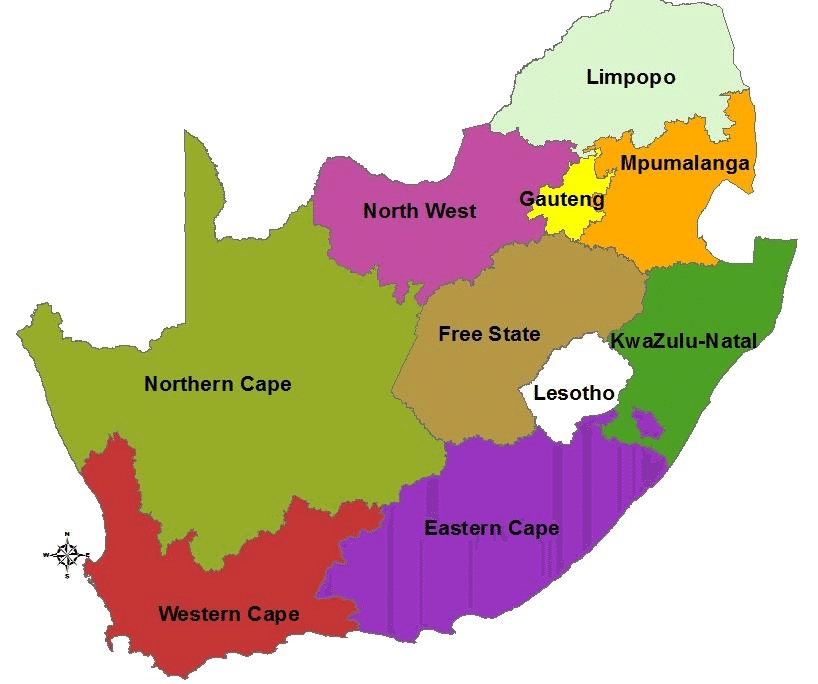 Limpopo
Mpumalanga
Gauteng
North West
Free State
KwaZulu-Natal
Northern Cape
Lesotho
Eastern Cape
N
W
E
S
Western Cape